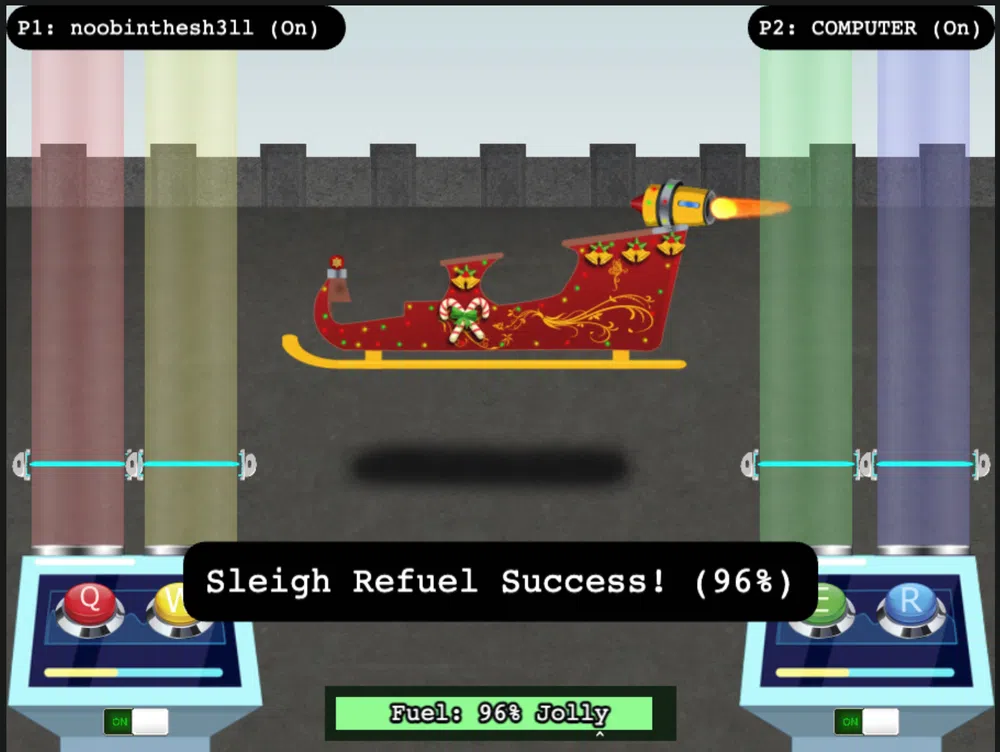 P1: noobinthesh3ll (On)
P2: COMPUTER (On)
Sleigh Refuel Success! (96%)
Q
W
E
R
ON
ON
Fuel: 96% Jolly
^